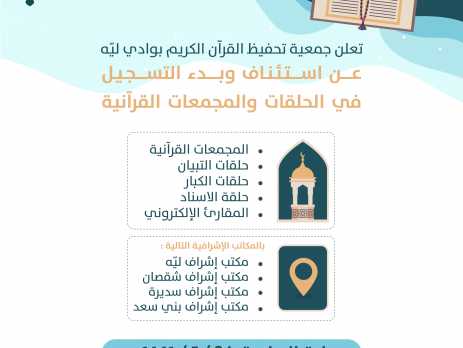 تعلن جمعية تحفيظ القرآن الكريم بوادي ليّه
عن استئناف وبدء التسجيل
في الحلقات والمجمعات القرآنية
المجمعات القرآنية
حلقات التبيان
حلقات الكبار
حلقة الاسناد
المقارئ الإلكتروني
بالمكاتب الإشرافية التالية :
مكتب إشراف ليّه
مكتب إشراف شقصان
مكتب إشراف سديرة
مكتب إشراف بني سعد